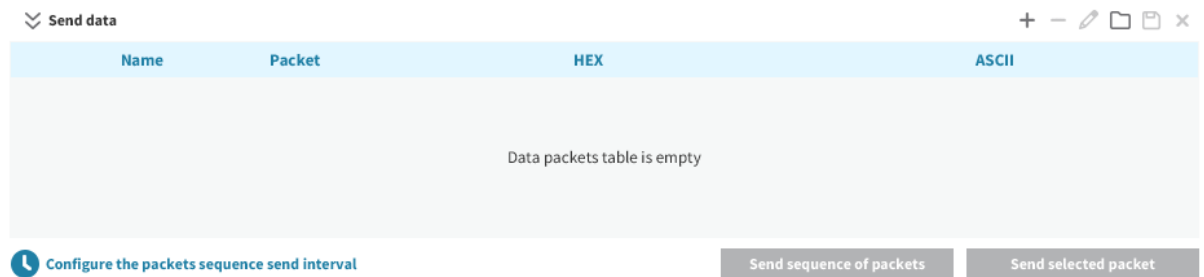 Send data
Name Packet HEX ASCII
Data packets table is empty
Configure the packets sequence send interval Send sequence of packets Send selected packet